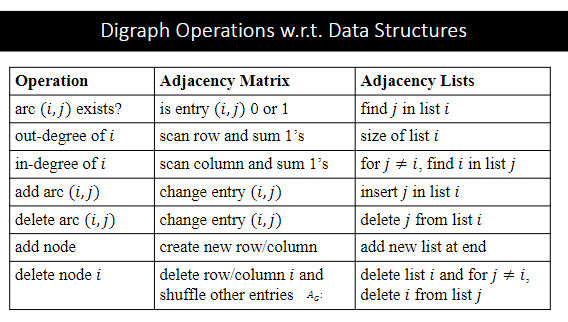 Digraph Operations w.r.t. Data Structures
Operation Adjacency Matrix Adjacency Lists
arc (i, j) exists? is entry (i, j) 0 or 1 find j in list i
out-degree of i scan row and sum 1's size of list i
in-degree of i scan column and sum 1's for j ≠ i, find i in list j
add arc (i, j) change entry (i, j) insert j in list i
delete arc (i, j) change entry (i, j) delete j from list i
add node create new row/column add new list at end
delete node i delete row/column i and delete list i and for j ≠ i,
shuffle other entries A_G: delete i from list j